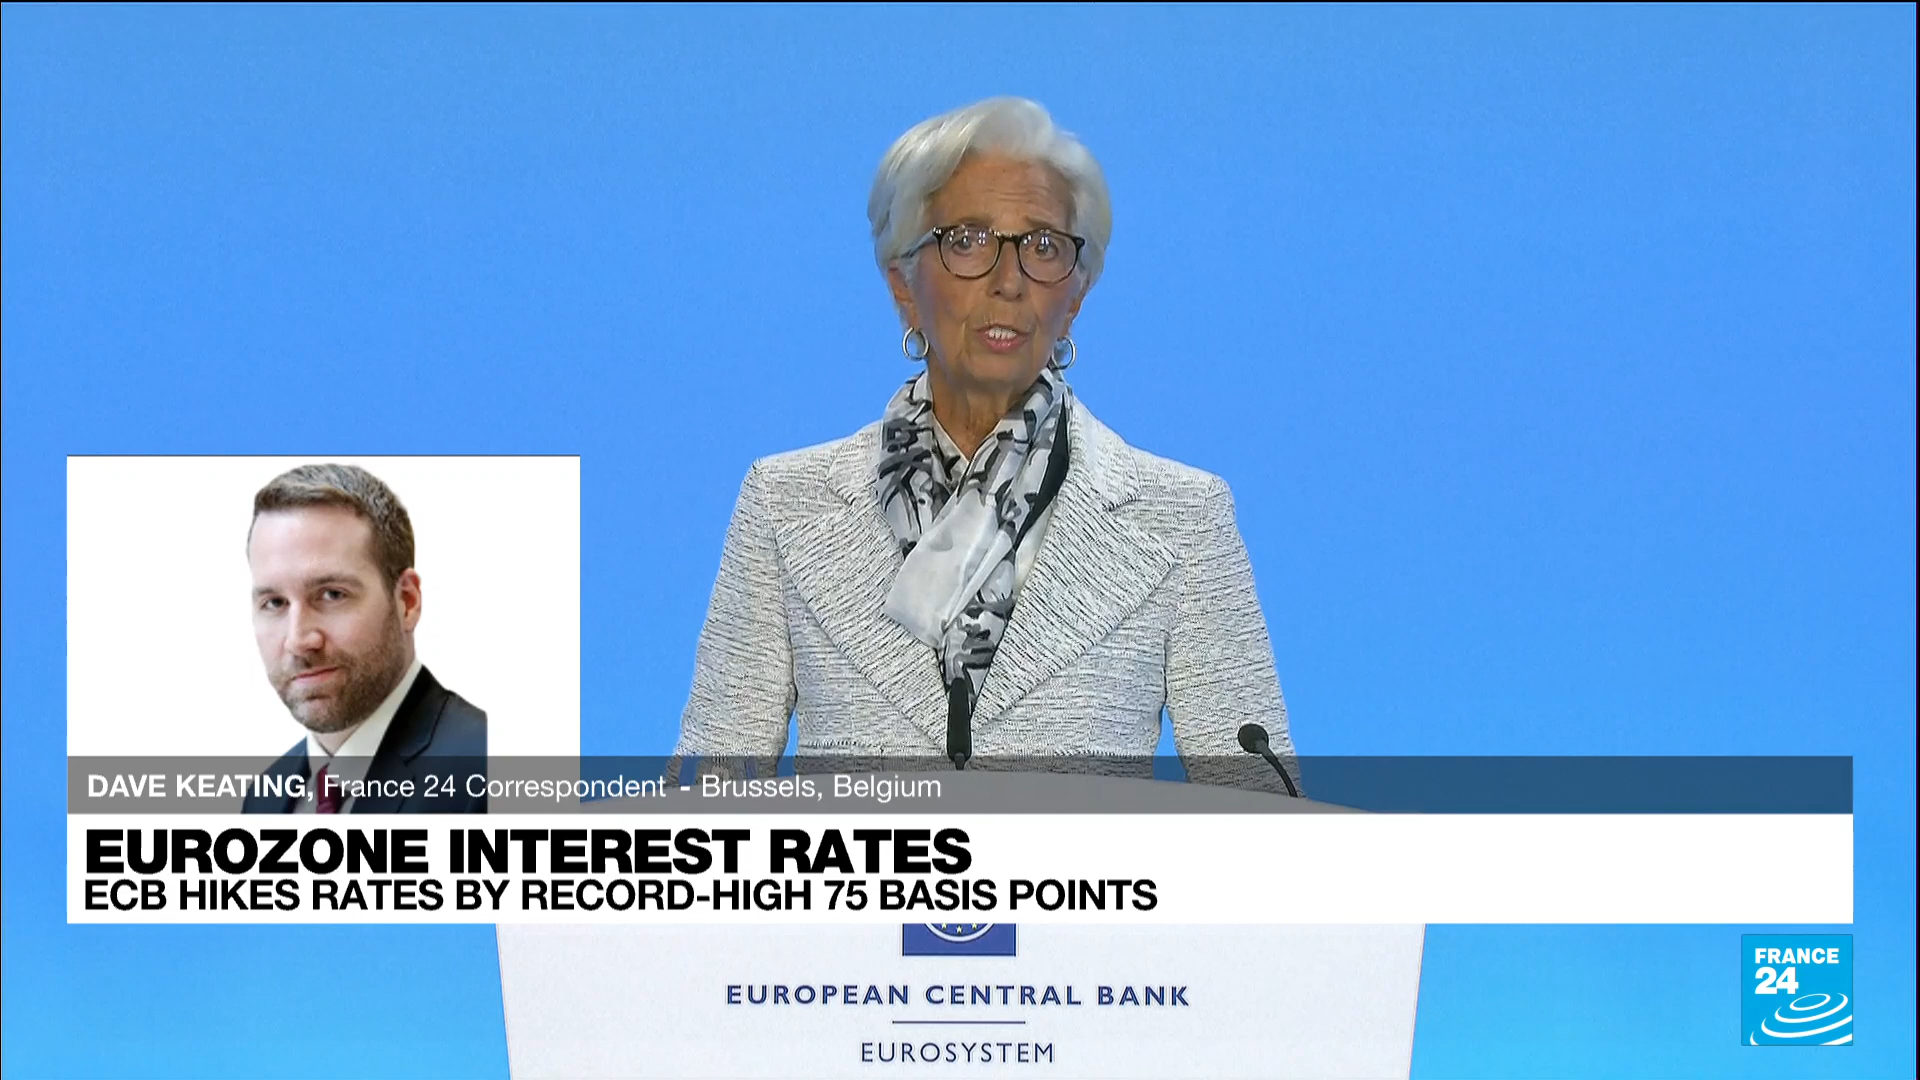 DAVE KEATING, France 24 Correspondent - Brussels, Belgium
EUROZONE INTEREST RATES
ECB HIKES RATES BY RECORD-HIGH 75 BASIS POINTS
EUROPEAN CENTRAL BANK
EUROSYSTEM
FRANCE
24